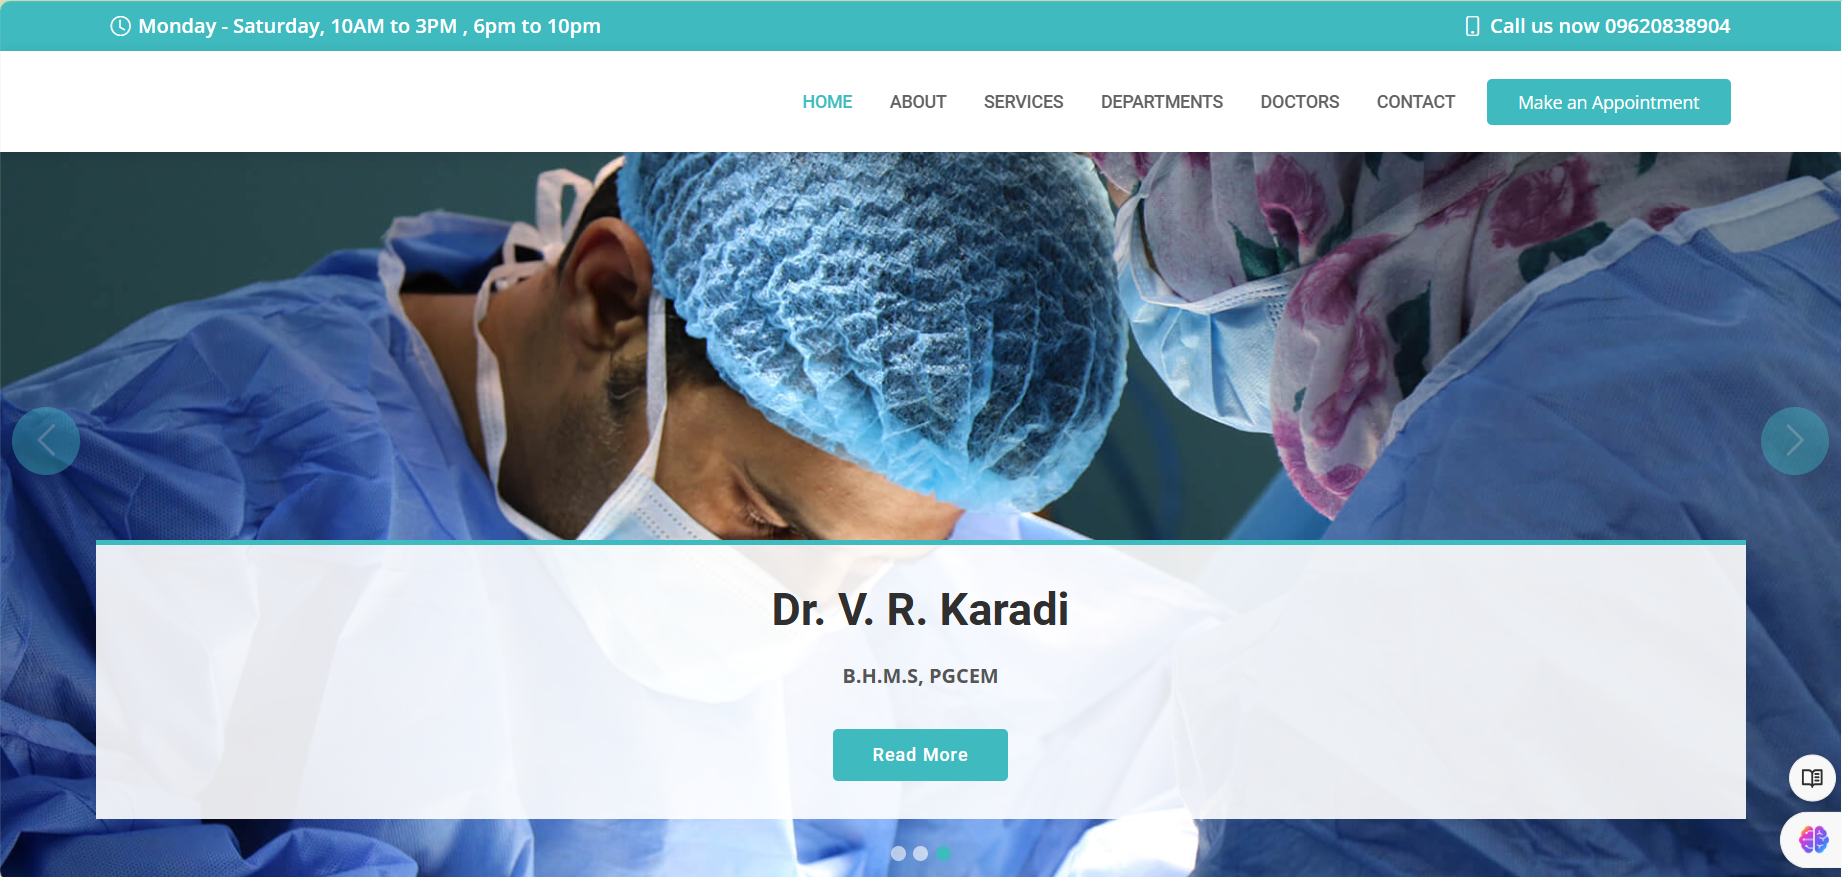 Monday - Saturday, 10AM to 3PM , 6pm to 10pm
Call us now 09620838904
HOME
ABOUT
SERVICES
DEPARTMENTS
DOCTORS
CONTACT
Make an Appointment
Dr. V. R. Karadi
B.H.M.S, PGCEM
Read More